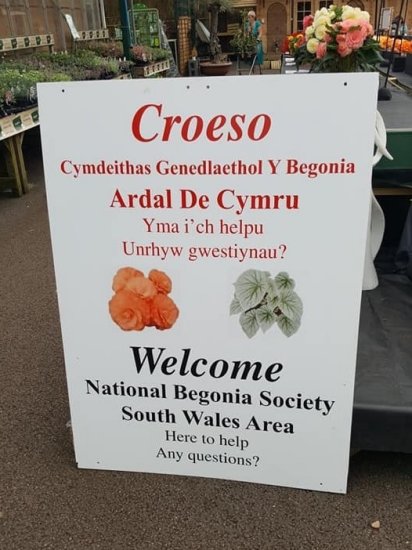 Croeso
Cymdeithas Genedlaethol Y Begonia
Ardal De Cymru
Yma i'ch helpu
Unrhyw gwestiynau?
Welcome
National Begonia Society
South Wales Area
Here to help
Any questions?